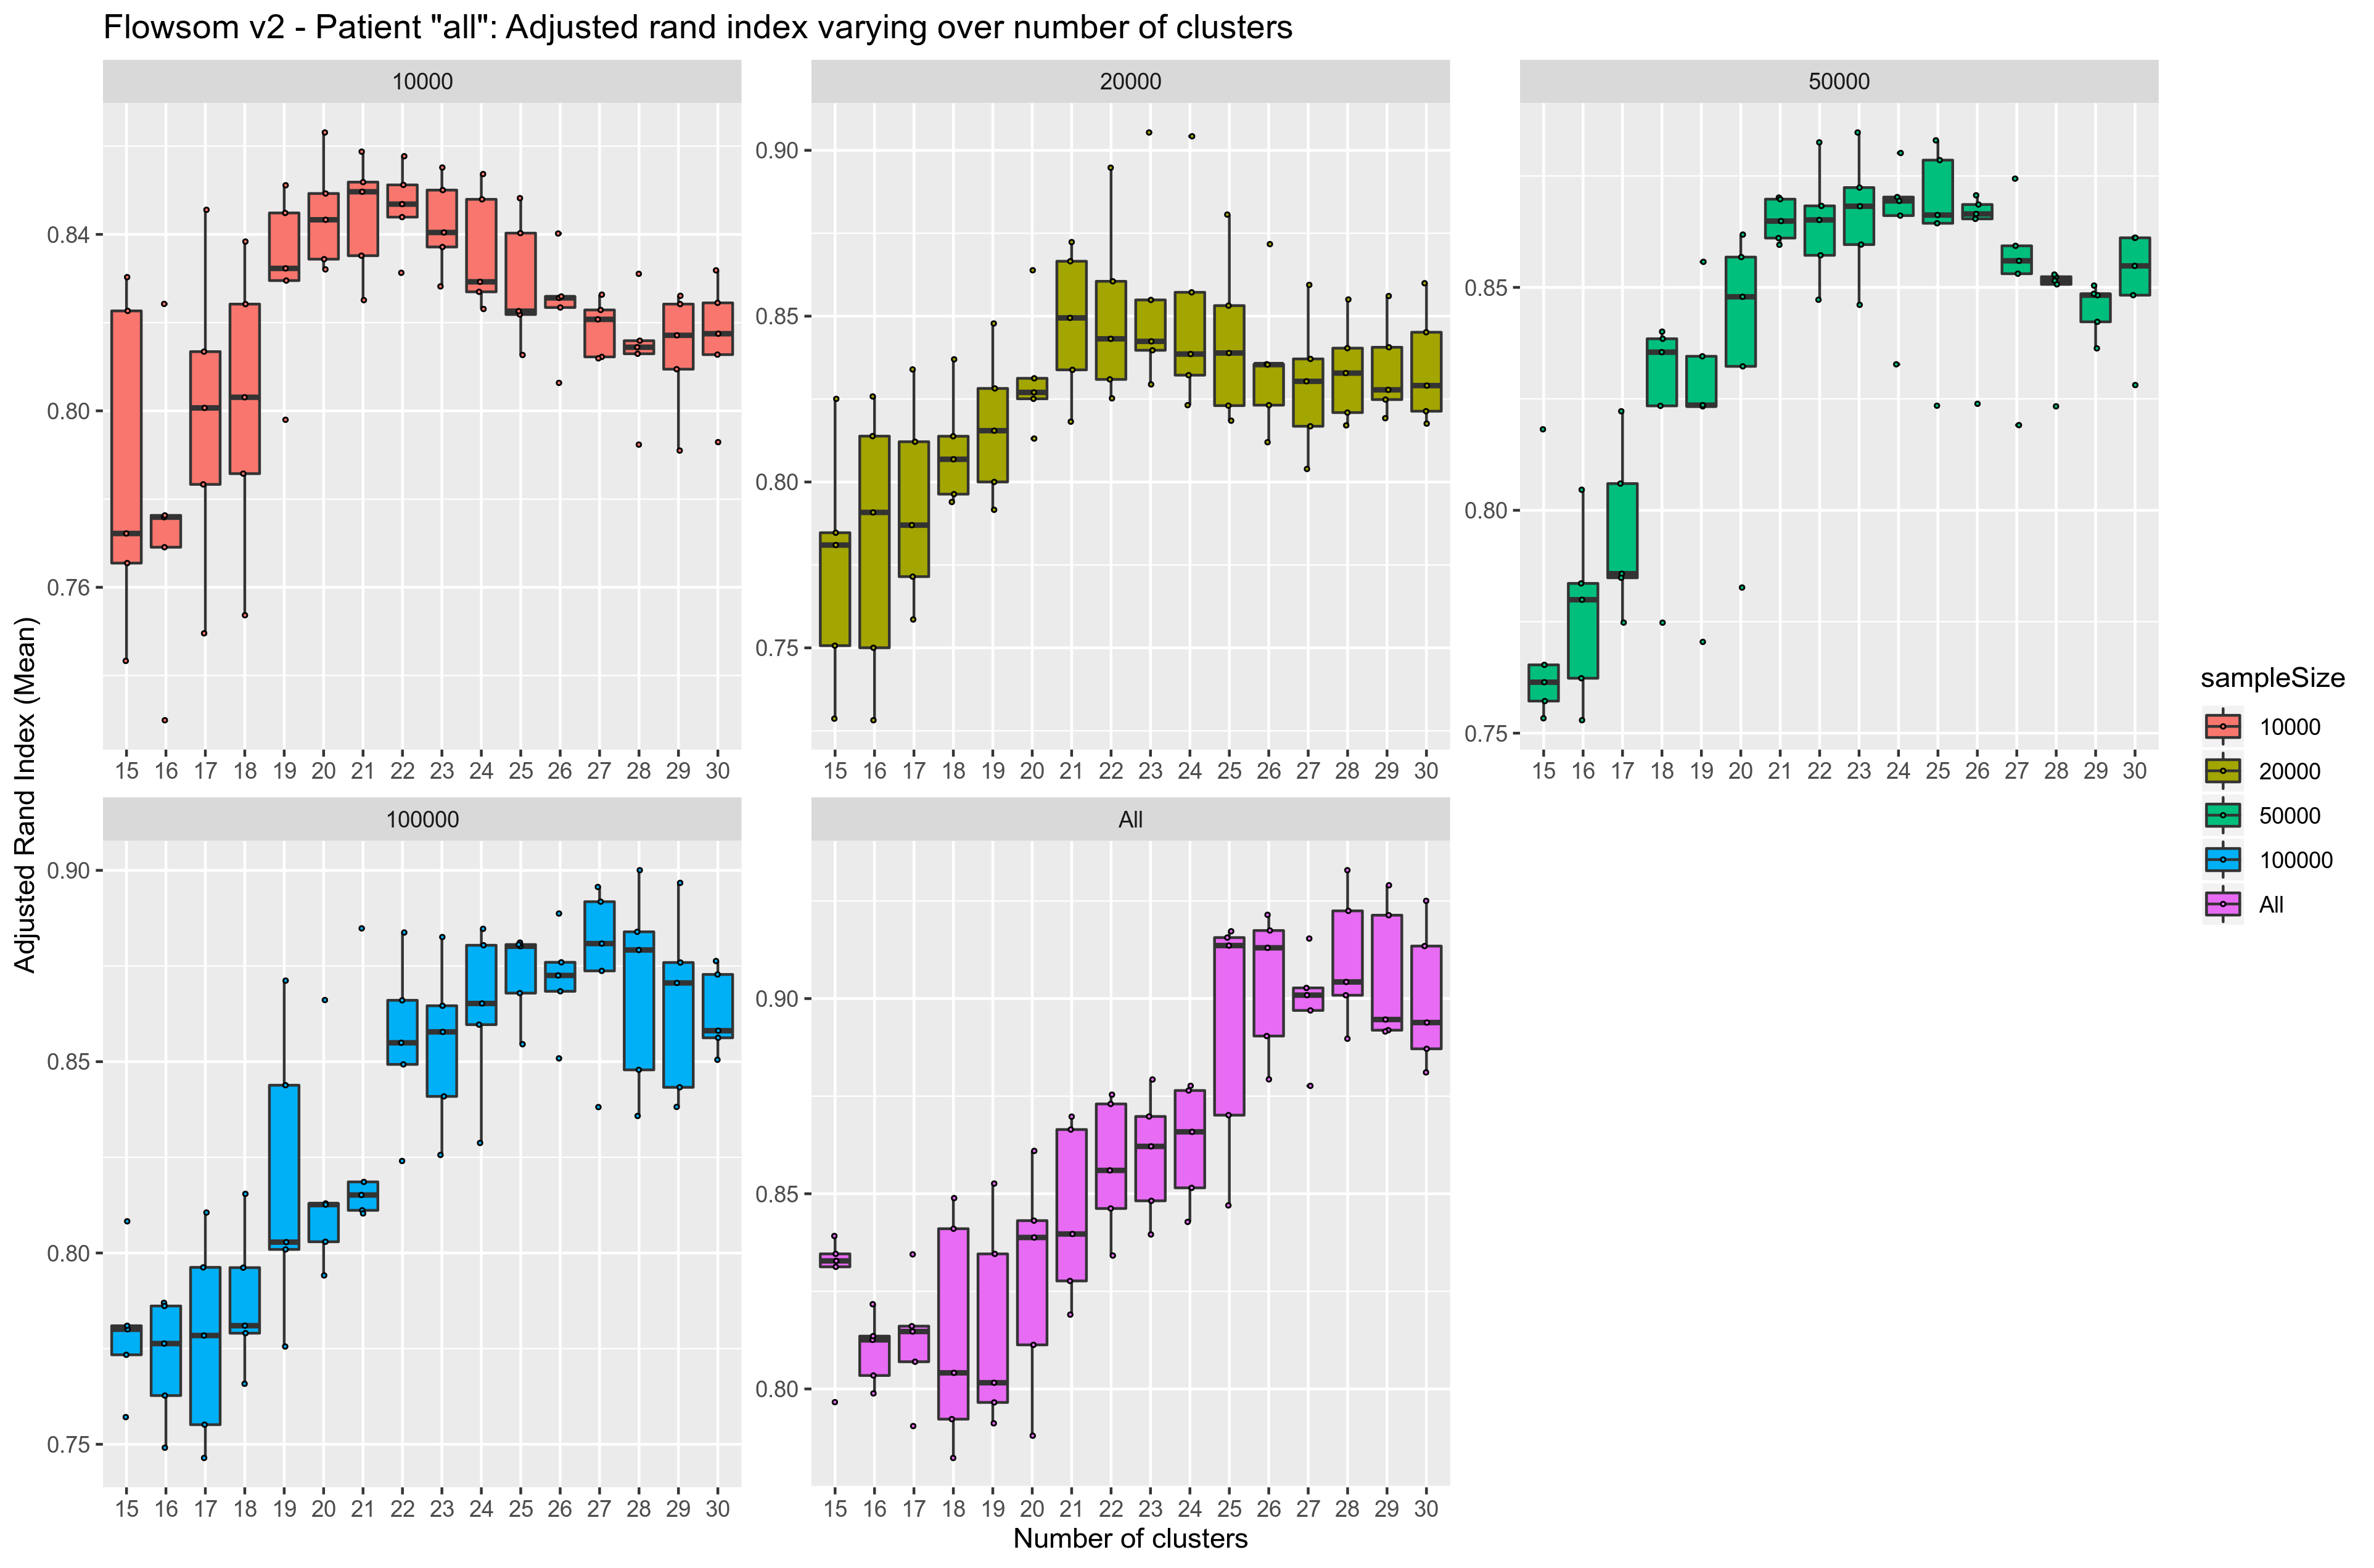 Flowsom v2 - Patient "all": Adjusted rand index varying over number of clusters
10000
20000
50000
0.84
0.80
0.76
0.90
0.85
0.80
0.75
0.85
0.80
0.75
15 16 17 18 19 20 21 22 23 24 25 26 27 28 29 30
15 16 17 18 19 20 21 22 23 24 25 26 27 28 29 30
15 16 17 18 19 20 21 22 23 24 25 26 27 28 29 30
Adjusted Rand Index (Mean)
100000
All
0.90
0.85
0.80
0.75
0.90
0.85
0.80
15 16 17 18 19 20 21 22 23 24 25 26 27 28 29 30
15 16 17 18 19 20 21 22 23 24 25 26 27 28 29 30
Number of clusters
sampleSize
10000
20000
50000
100000
All